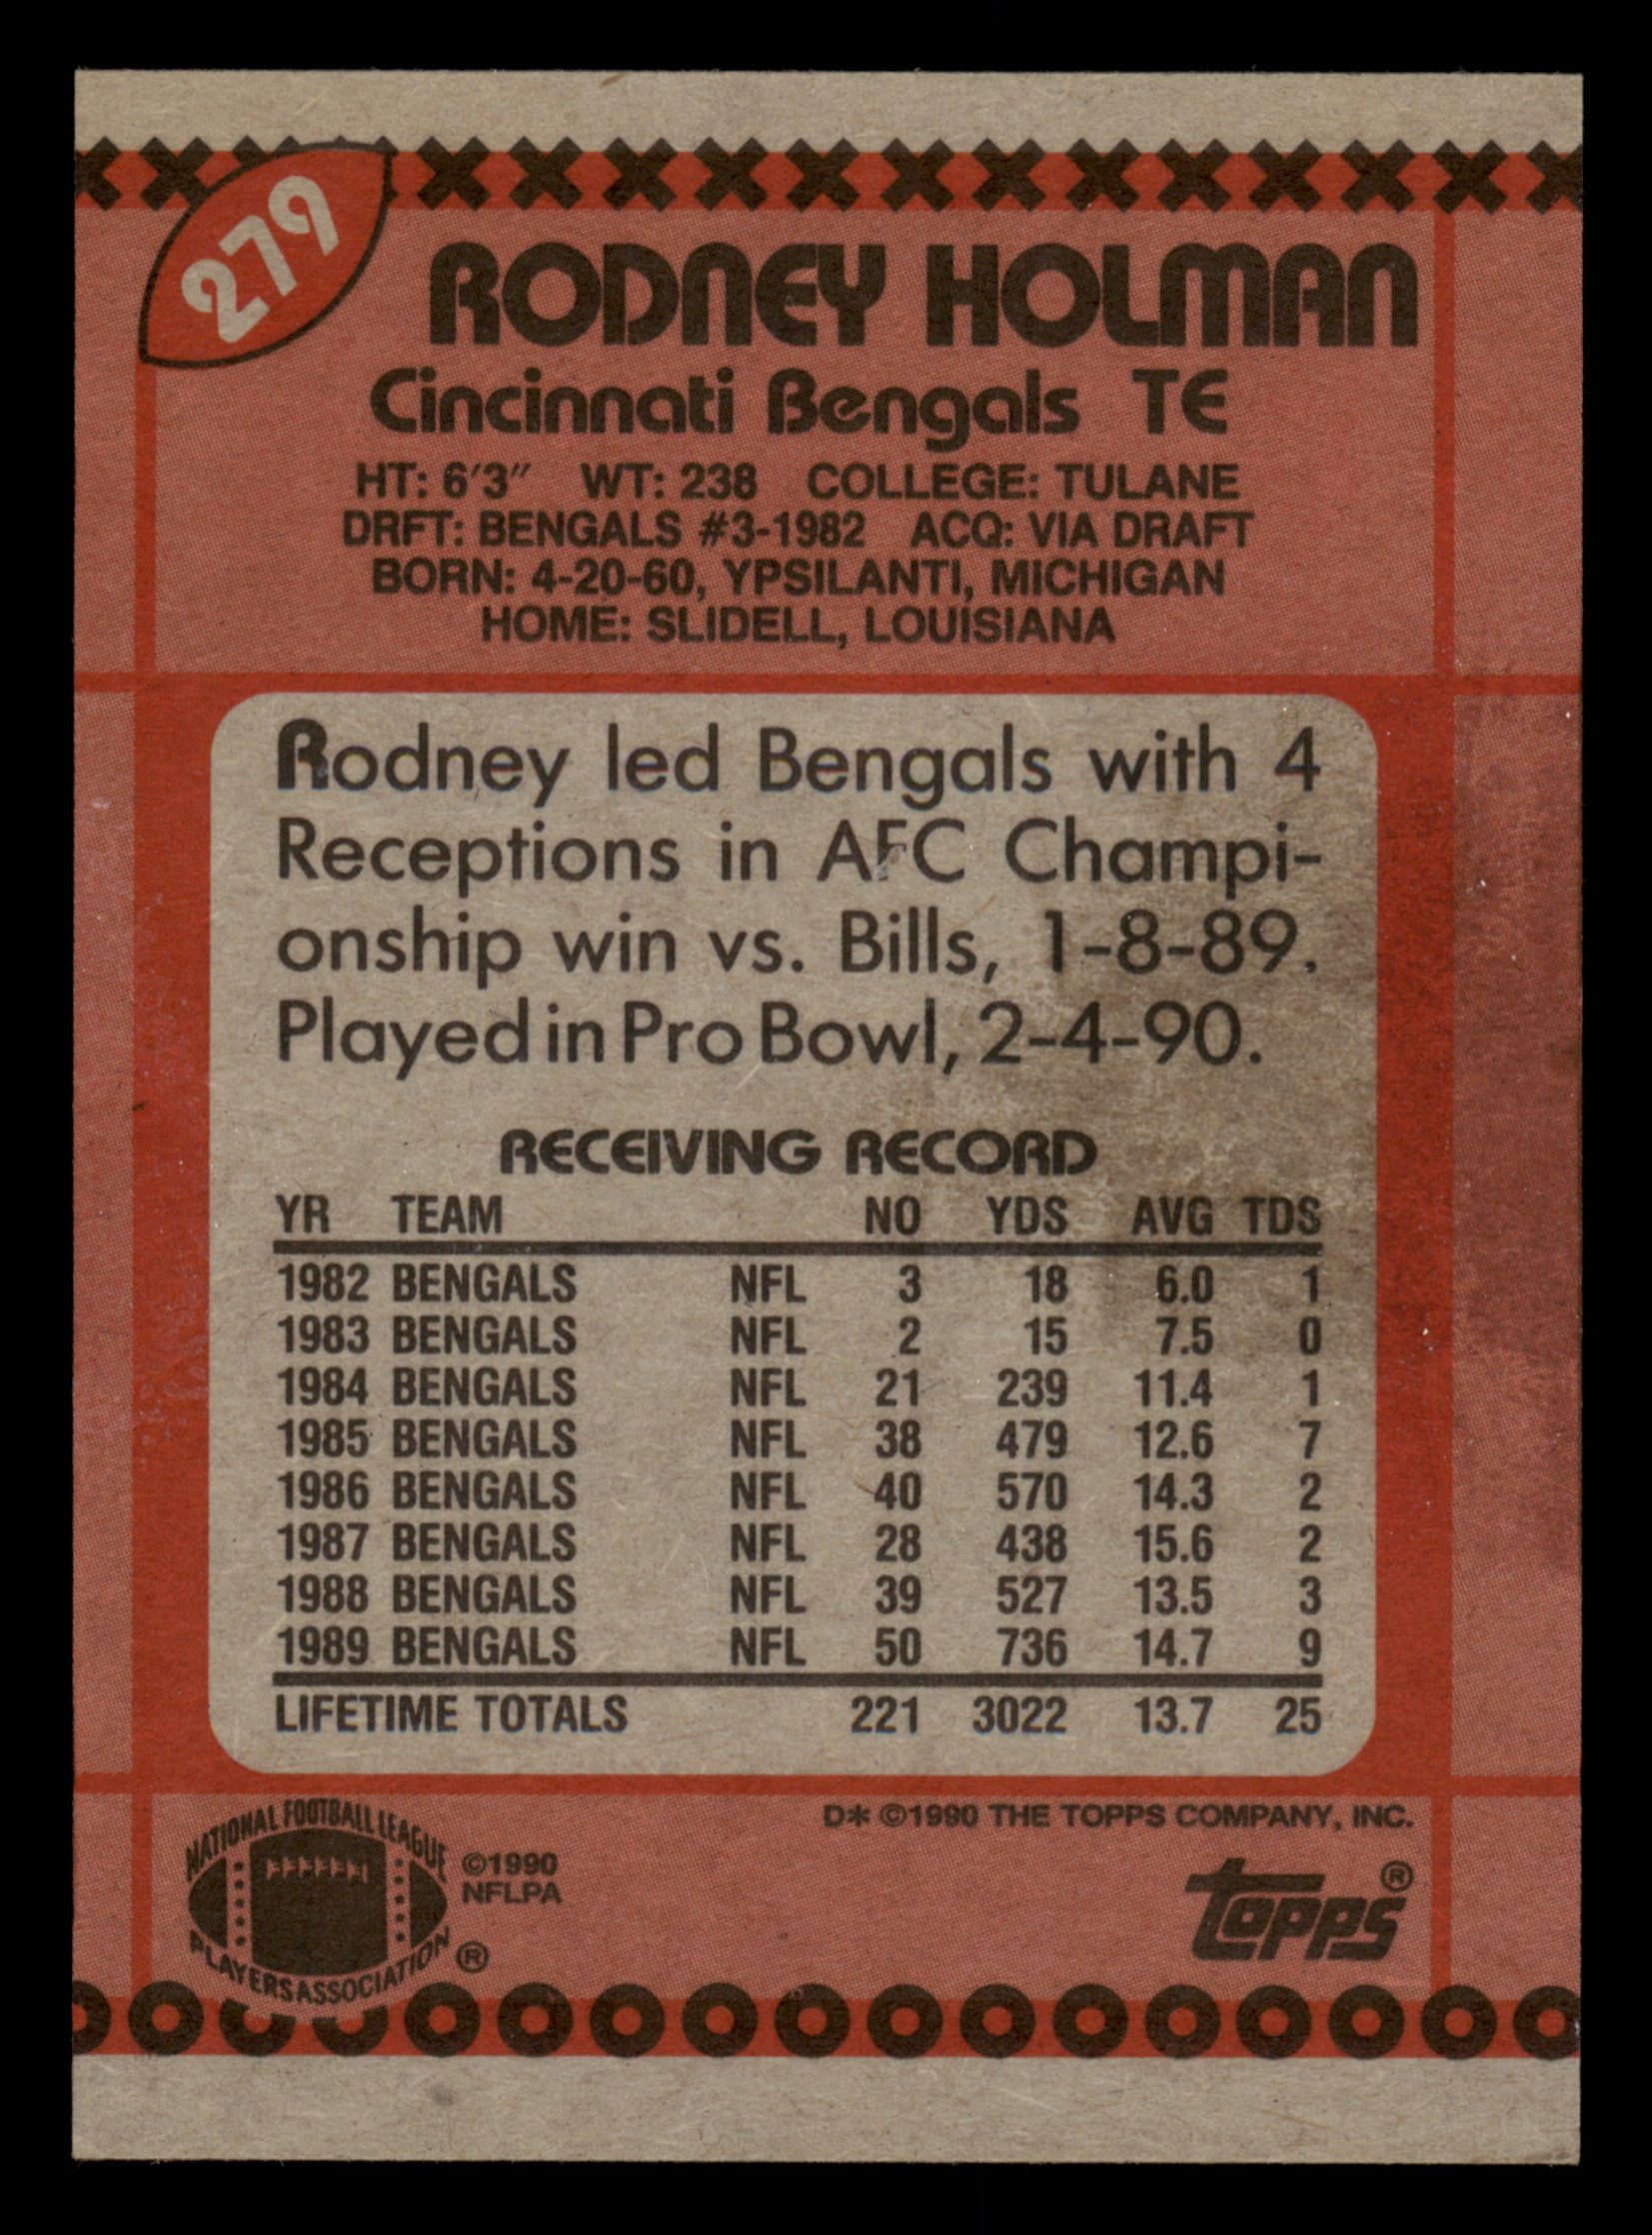 279
RODNEY HOLMAN
Cincinnati Bengals TE
HT: 6'3" WT: 238 COLLEGE: TULANE
DRFT: BENGALS #3-1982 ACQ: VIA DRAFT
BORN: 4-20-60, YPSILANTI, MICHIGAN
HOME: SLIDELL, LOUISIANA
Rodney led Bengals with 4
Receptions in AFC Champi-
onship win vs. Bills, 1-8-89.
Played in Pro Bowl, 2-4-90.
RECEIVING RECORD
YR TEAM NO YDS AVG TDS
1982 BENGALS NFL 3 18 6.0 1
1983 BENGALS NFL 2 15 7.5 0
1984 BENGALS NFL 21 239 11.4 1
1985 BENGALS NFL 38 479 12.6 7
1986 BENGALS NFL 40 570 14.3 2
1987 BENGALS NFL 28 438 15.6 2
1988 BENGALS NFL 39 527 13.5 3
1989 BENGALS NFL 50 736 14.7 9
LIFETIME TOTALS 221 3022 13.7 25
D* ©1990 THE TOPPS COMPANY, INC.
NATIONAL FOOTBALL LEAGUE
PLAYERS ASSOCIATION ®
©1990
NFLPA
topps ®